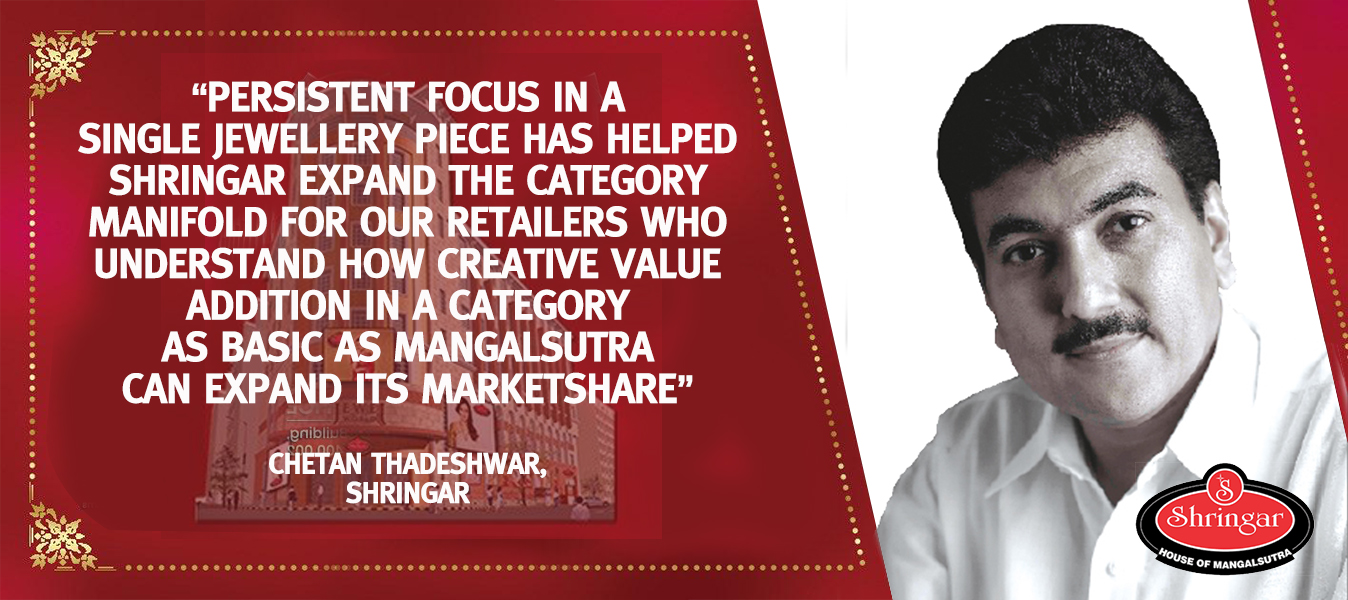 “PERSISTENT FOCUS IN A
SINGLE JEWELLERY PIECE HAS HELPED
SHRINGAR EXPAND THE CATEGORY
MANIFOLD FOR OUR RETAILERS WHO
UNDERSTAND HOW CREATIVE VALUE
ADDITION IN A CATEGORY
AS BASIC AS MANGALSUTRA
CAN EXPAND ITS MARKETSHARE”
CHETAN THADESHWAR,
SHRINGAR
S
Shringar
HOUSE OF MANGALSUTRA